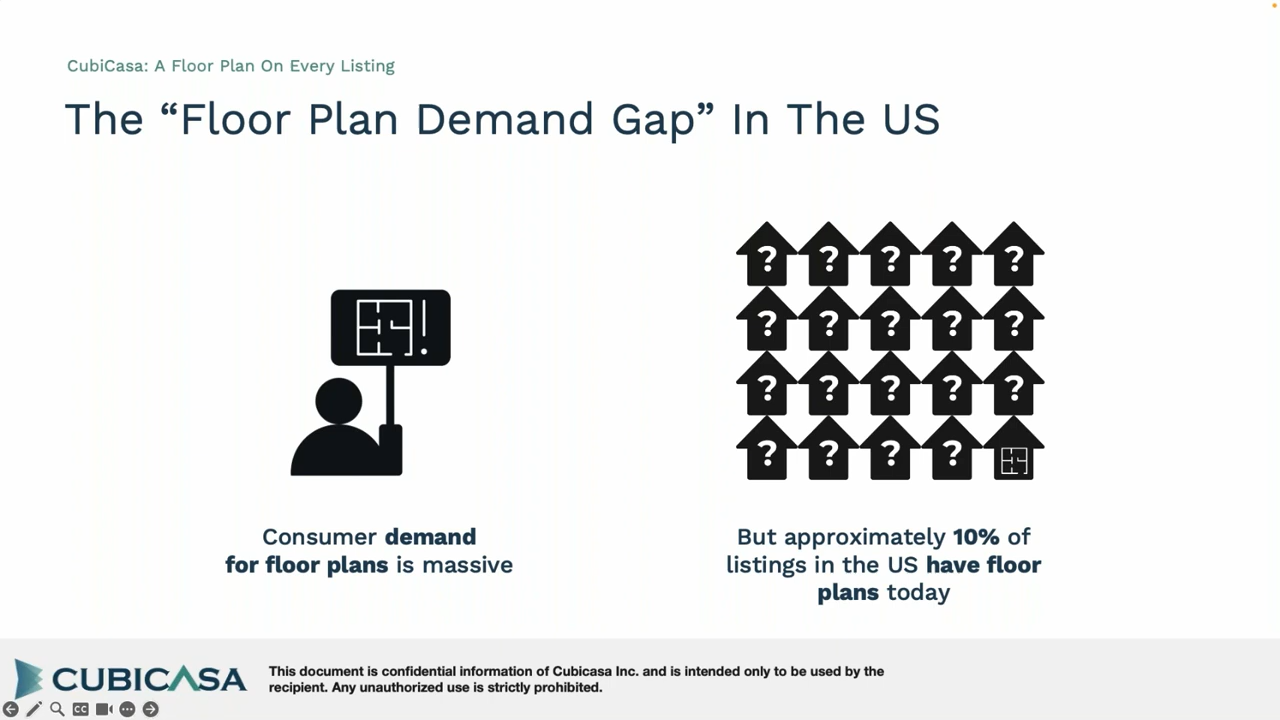 CubiCasa: A Floor Plan On Every Listing
The “Floor Plan Demand Gap” In The US
? ? ? ? ?
? ? ? ? ?
? ? ? ? ?
? ? ? ?
!
Consumer demand
for floor plans is massive
But approximately 10% of
listings in the US have floor
plans today
CUBICASA
This document is confidential information of Cubicasa Inc. and is intended only to be used by the
recipient. Any unauthorized use is strictly prohibited.
CC